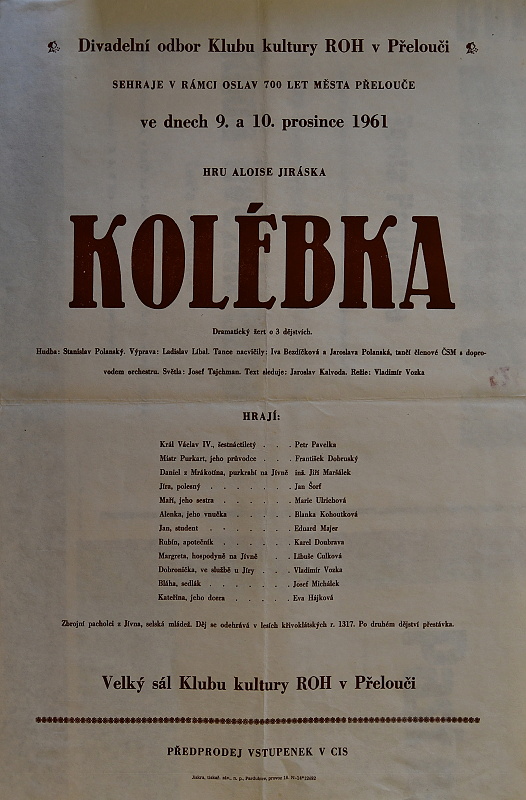 Divadelní odbor Klubu kultury ROH v Přelouči
SEHRAJE V RÁMCI OSLAV 700 LET MĚSTA PŘELOUČE
ve dnech 9. a 10. prosince 1961
HRU ALOISE JIRÁSKA
KOLÉBKA
Dramatický žert o 3 dějstvích.
Hudba: Stanislav Polanský. Výprava: Ladislav Líbal. Tance nacvičily: Iva Bezdíčková a Jaroslava Polanská, tančí členové ČSM s dopro-
vodem orchestru. Světla: Josef Tajchman. Text sleduje: Jaroslav Kalvoda. Režie: Vladimír Vozka
HRAJÍ:
Král Václav IV., šestnáctiletý . . . Petr Pavelka
Mistr Purkart, jeho průvodce . . . František Dobruský
Daniel z Mrákotína, purkrabí na Jívně inž. Jiří Maršálek
Jíra, polesný . . . . . . . Jan Šorf
Maří, jeho sestra . . . . . . Marie Ulrichová
Alenka, jeho vnučka . . . . . Blanka Kohoutková
Jan, student . . . . . . . Eduard Majer
Rubín, apotečník . . . . . . Karel Doubrava
Margreta, hospodyně na Jívně . . . Libuše Culková
Dobronička, ve službě u Jíry . . . Vladimír Vozka
Bláha, sedlák . . . . . . . Josef Michálek
Kateřina, jeho dcera . . . . . Eva Hájková
Zbrojní pacholci z Jívna, selská mládež. Děj se odehrává v lesích křivoklátských r. 1317. Po druhém dějství přestávka.
Velký sál Klubu kultury ROH v Přelouči
PŘEDPRODEJ VSTUPENEK V CIS